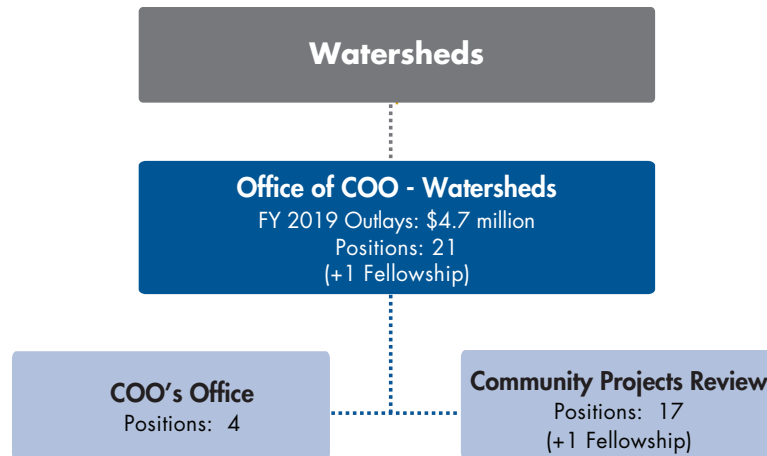 Watersheds
Office of COO - Watersheds
FY 2019 Outlays: $4.7 million
Positions: 21
(+1 Fellowship)
COO's Office
Positions: 4
Community Projects Review
Positions: 17
(+1 Fellowship)